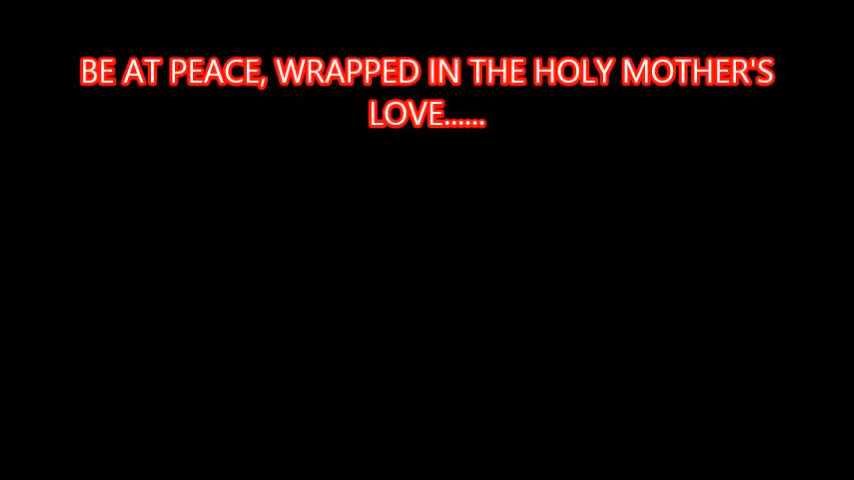 BE AT PEACE, WRAPPED IN THE HOLY MOTHER'S
LOVE......